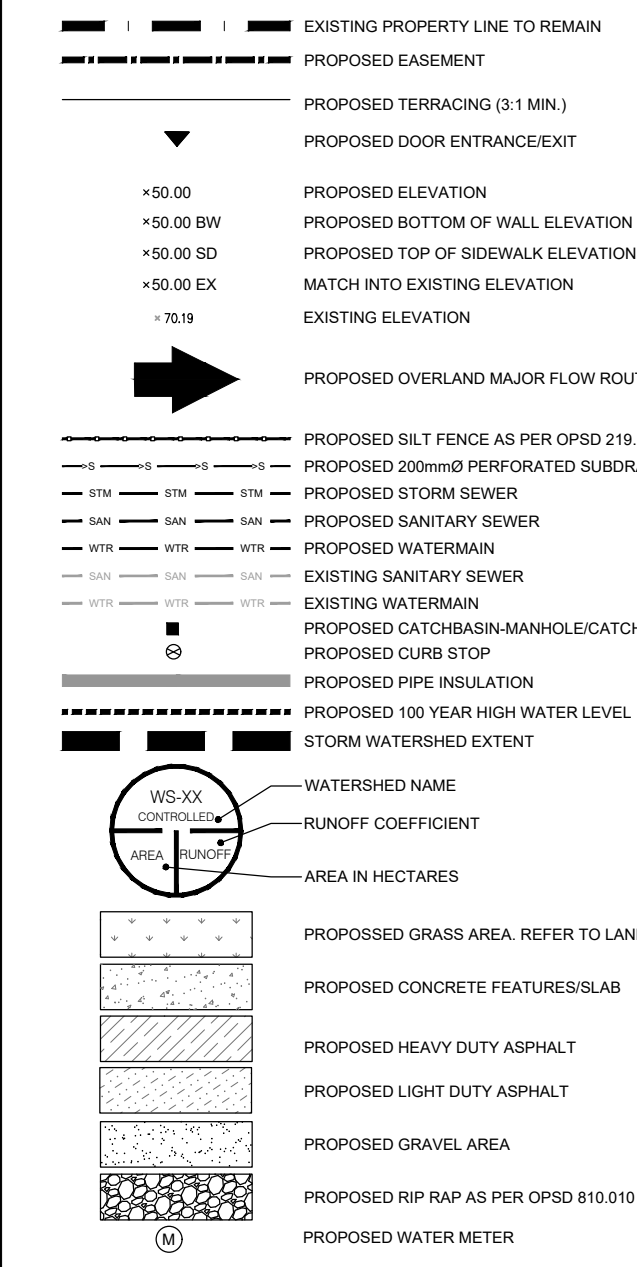 EXISTING PROPERTY LINE TO REMAIN
PROPOSED EASEMENT
PROPOSED TERRACING (3:1 MIN.)
PROPOSED DOOR ENTRANCE/EXIT
×50.00 PROPOSED ELEVATION
×50.00 BW PROPOSED BOTTOM OF WALL ELEVATION
×50.00 SD PROPOSED TOP OF SIDEWALK ELEVATION
×50.00 EX MATCH INTO EXISTING ELEVATION
×70.19 EXISTING ELEVATION
PROPOSED OVERLAND MAJOR FLOW ROUT
PROPOSED SILT FENCE AS PER OPSD 219.
>S >S >S PROPOSED 200mmØ PERFORATED SUBDRA
STM STM STM PROPOSED STORM SEWER
SAN SAN SAN PROPOSED SANITARY SEWER
WTR WTR WTR PROPOSED WATERMAIN
SAN SAN SAN EXISTING SANITARY SEWER
WTR WTR WTR EXISTING WATERMAIN
PROPOSED CATCHBASIN-MANHOLE/CATCH
PROPOSED CURB STOP
PROPOSED PIPE INSULATION
PROPOSED 100 YEAR HIGH WATER LEVEL
STORM WATERSHED EXTENT
WS-XX
CONTROLLED
AREA RUNOFF
WATERSHED NAME
RUNOFF COEFFICIENT
AREA IN HECTARES
PROPOSSED GRASS AREA. REFER TO LAN
PROPOSED CONCRETE FEATURES/SLAB
PROPOSED HEAVY DUTY ASPHALT
PROPOSED LIGHT DUTY ASPHALT
PROPOSED GRAVEL AREA
PROPOSED RIP RAP AS PER OPSD 810.010
M PROPOSED WATER METER